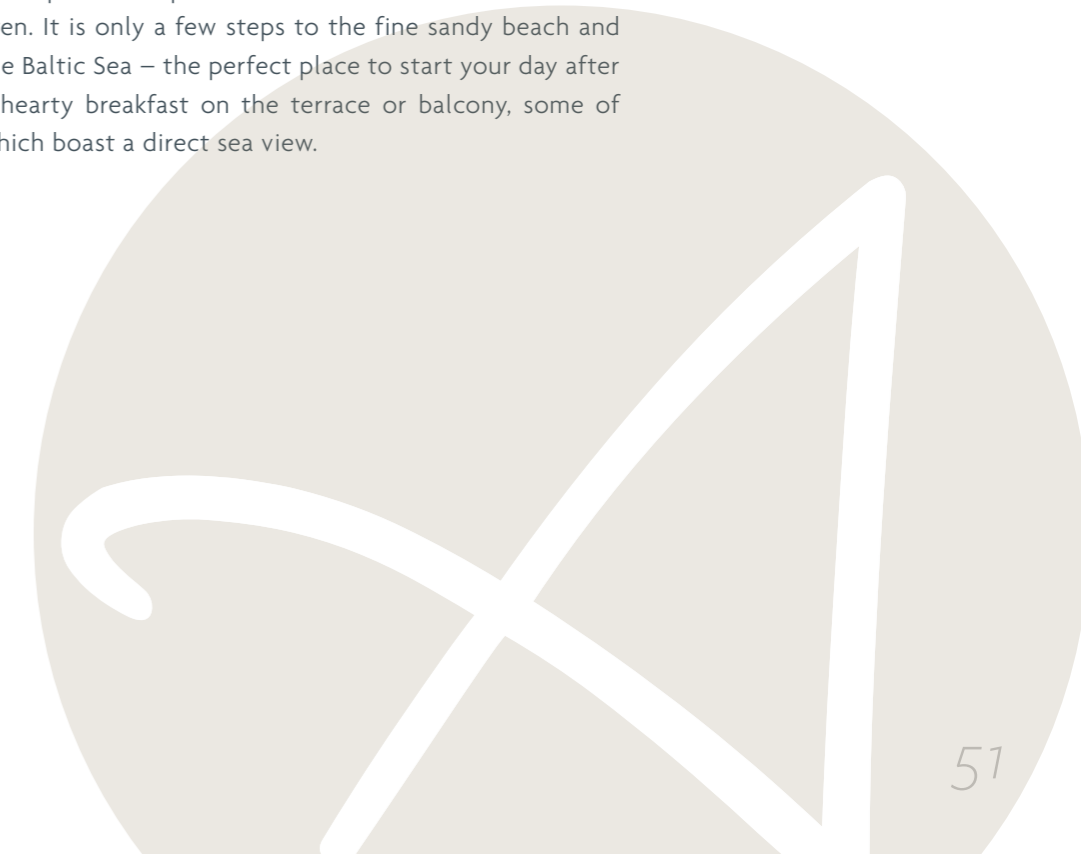 en. It is only a few steps to the fine sandy beach and
e Baltic Sea – the perfect place to start your day after
hearty breakfast on the terrace or balcony, some of
hich boast a direct sea view.
A
51